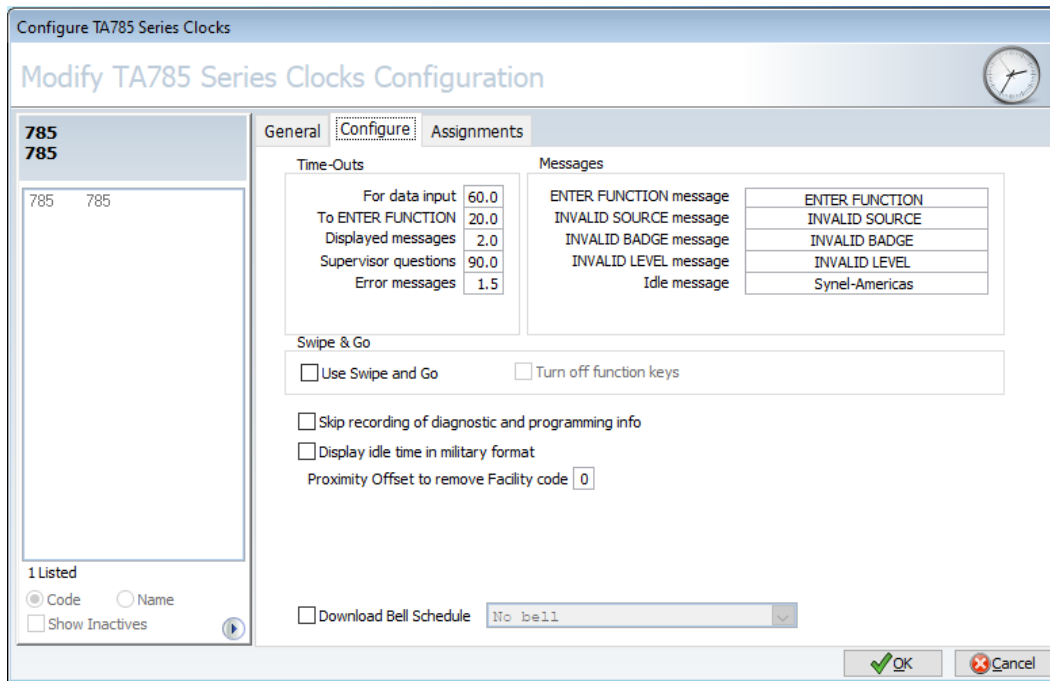 Configure TA785 Series Clocks
Modify TA785 Series Clocks Configuration
785
785
785 785
1 Listed
Code Name
Show Inactives
General Configure Assignments
Time-Outs
For data input 60.0
To ENTER FUNCTION 20.0
Displayed messages 2.0
Supervisor questions 90.0
Error messages 1.5
Messages
ENTER FUNCTION message ENTER FUNCTION
INVALID SOURCE message INVALID SOURCE
INVALID BADGE message INVALID BADGE
INVALID LEVEL message INVALID LEVEL
Idle message Synel-Americas
Swipe & Go
Use Swipe and Go Turn off function keys
Skip recording of diagnostic and programming info
Display idle time in military format
Proximity Offset to remove Facility code 0
Download Bell Schedule No bell
OK Cancel